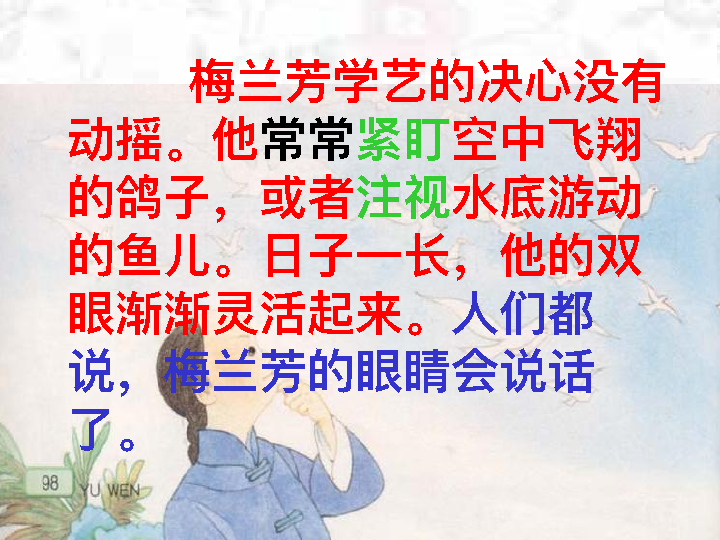 梅兰芳学艺的决心没有
动摇。他常常紧盯空中飞翔
的鸽子，或者注视水底游动
的鱼儿。日子一长，他的双
眼渐渐灵活起来。人们都
说，梅兰芳的眼睛会说话
了。
98 YU WEN